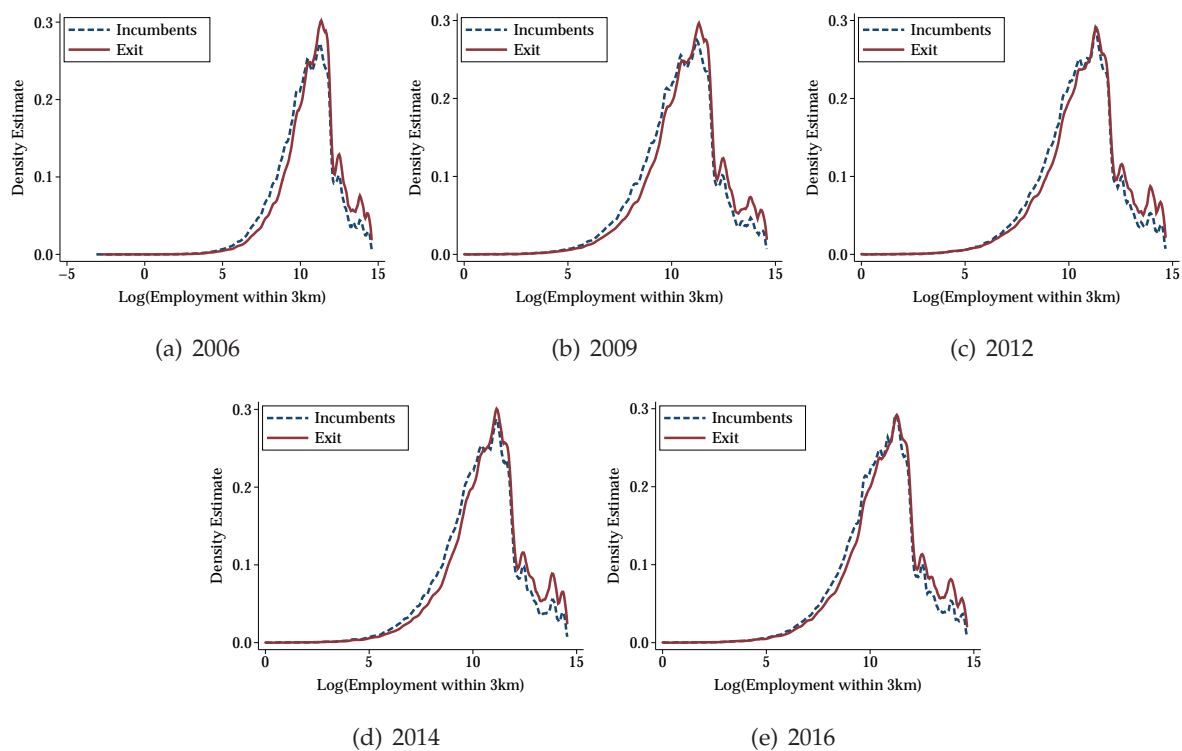 0.3
0.2
0.1
0.0
Density Estimate
Incumbents
Exit
−5
0
5
10
15
Log(Employment within 3km)
(a) 2006
0.3
0.2
0.1
0.0
Density Estimate
Incumbents
Exit
0
5
10
15
Log(Employment within 3km)
(b) 2009
0.3
0.2
0.1
0.0
Density Estimate
Incumbents
Exit
0
5
10
15
Log(Employment within 3km)
(c) 2012
0.3
0.2
0.1
0.0
Density Estimate
Incumbents
Exit
0
5
10
15
Log(Employment within 3km)
(d) 2014
0.3
0.2
0.1
0.0
Density Estimate
Incumbents
Exit
0
5
10
15
Log(Employment within 3km)
(e) 2016